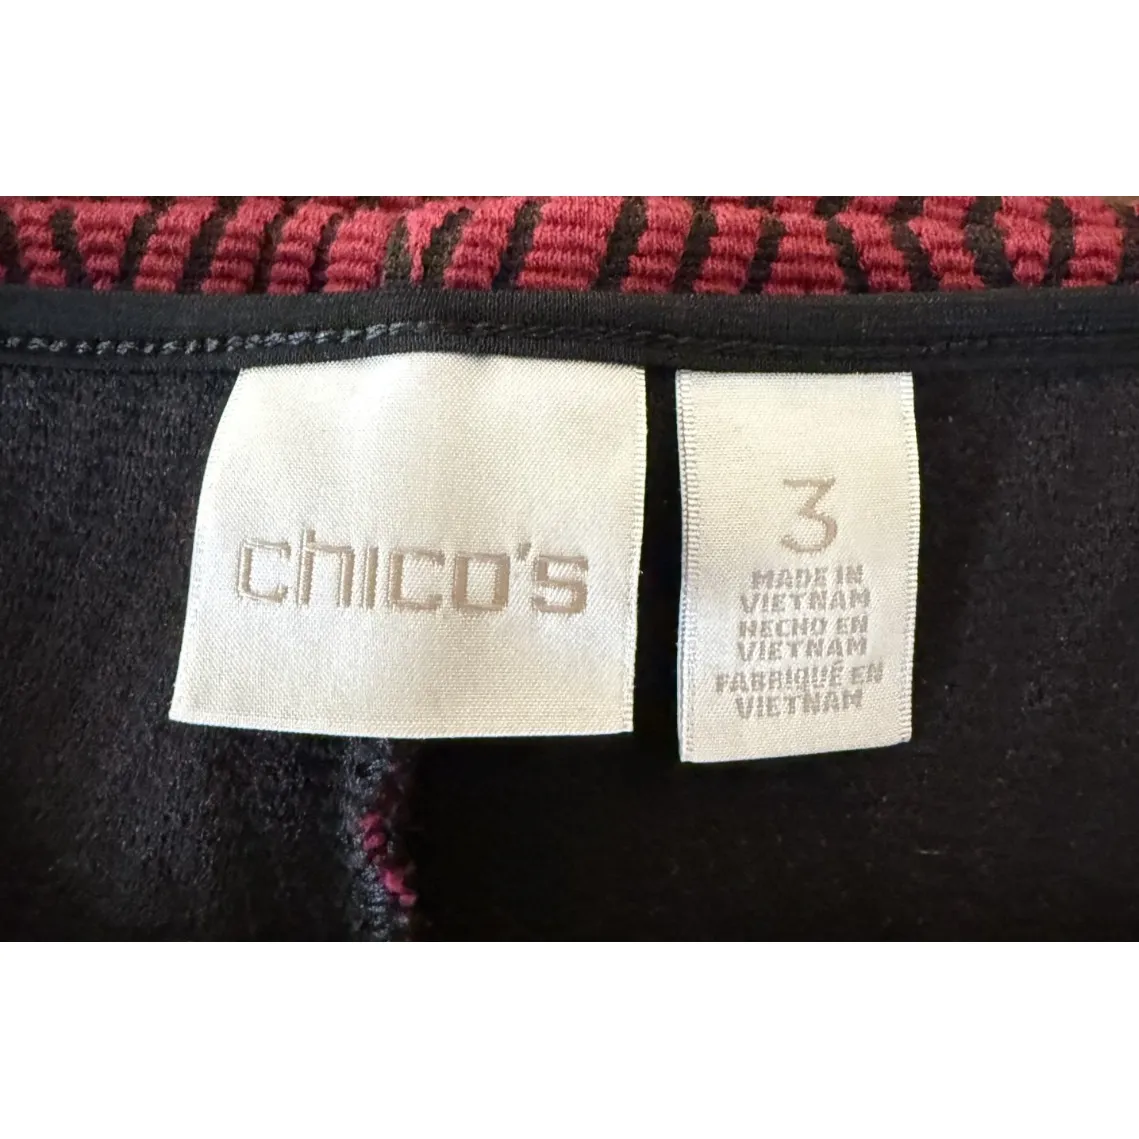 chico's
3
MADE IN
VIETNAM
HECHO EN
VIETNAM
FABRIQUÉ EN
VIETNAM